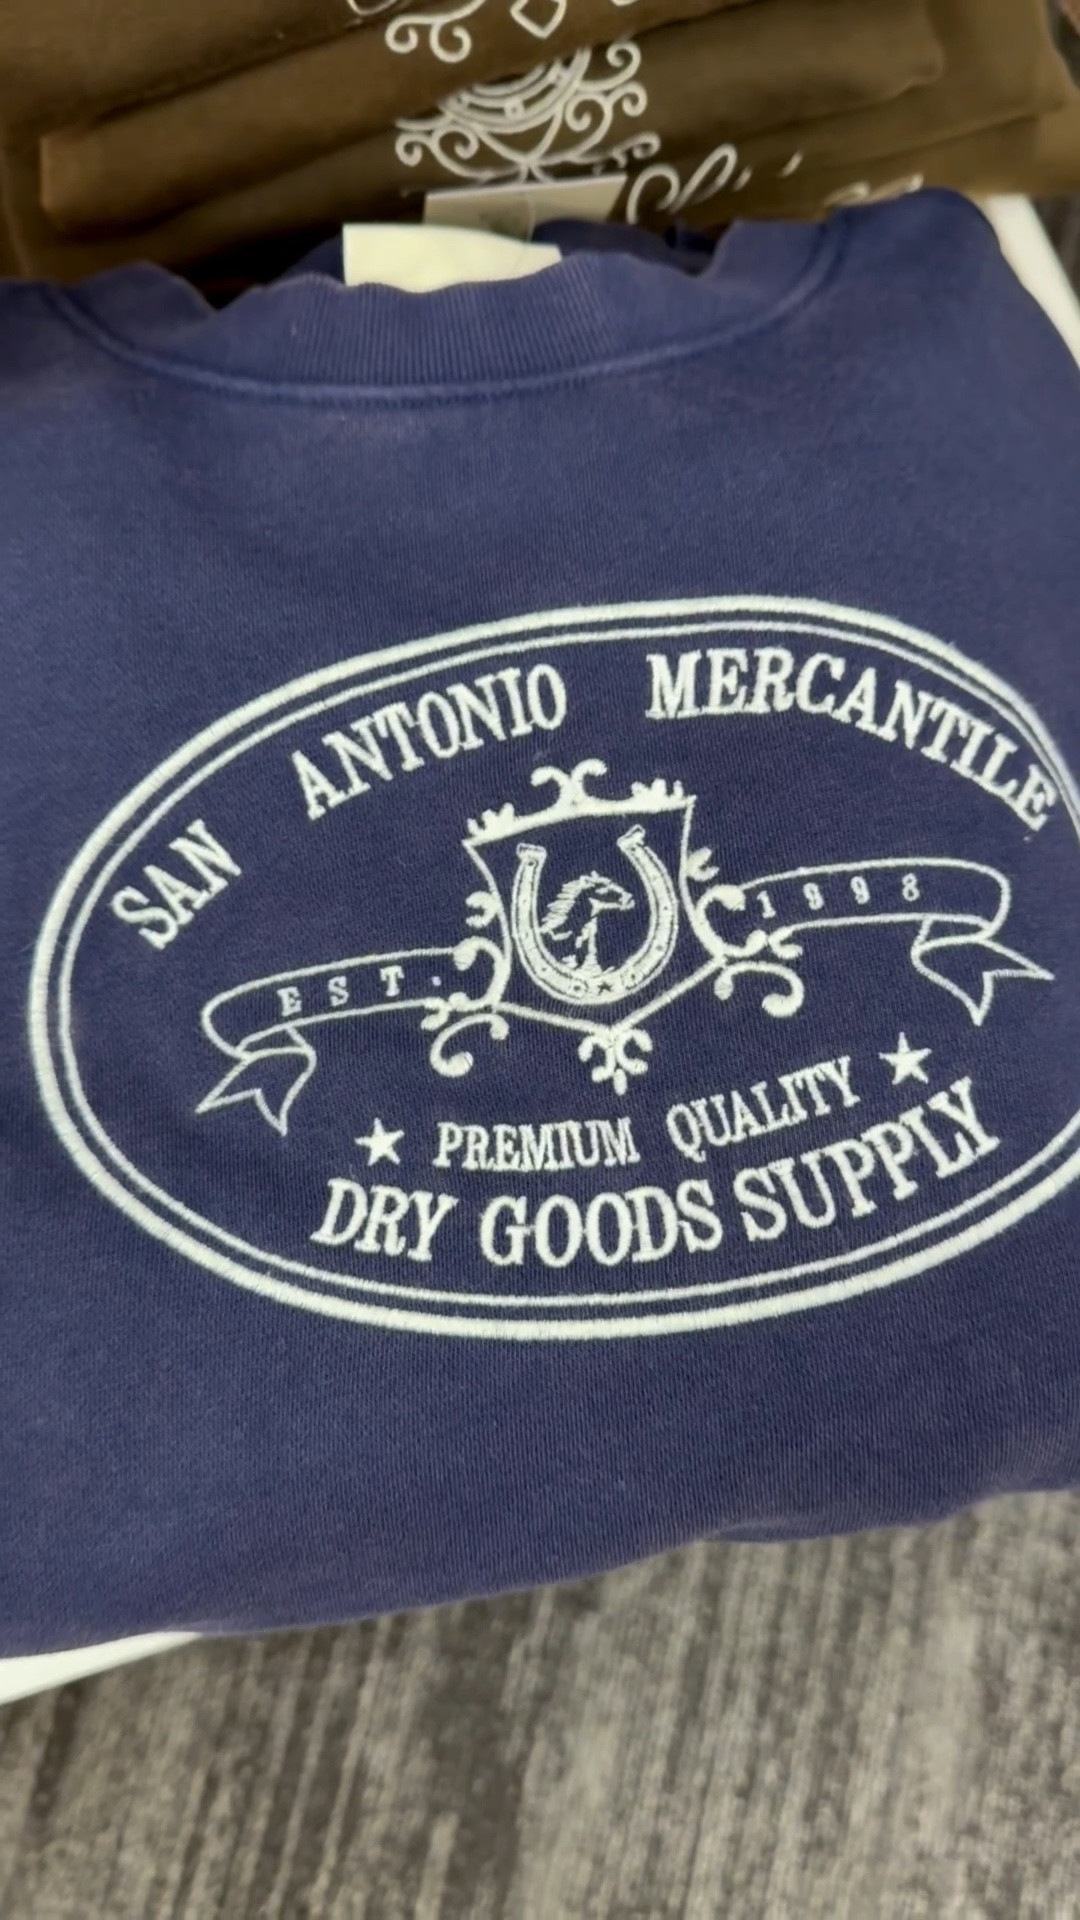 SAN ANTONIO MERCANTILE
EST. 1998
PREMIUM QUALITY
DRY GOODS SUPPLY